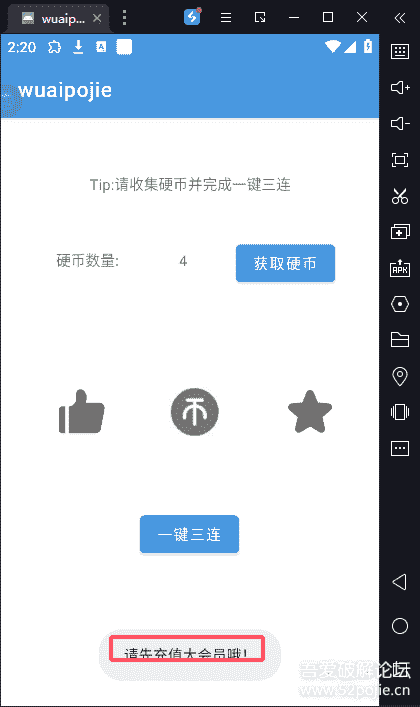 wuaipojie
2:20
A
wuaipojie
Tip:请收集硬币并完成一键三连
硬币数量: 4 获取硬币
一键三连
请先充值大会员哦!
APK
吾爱破解论坛
www.52pojie.cn